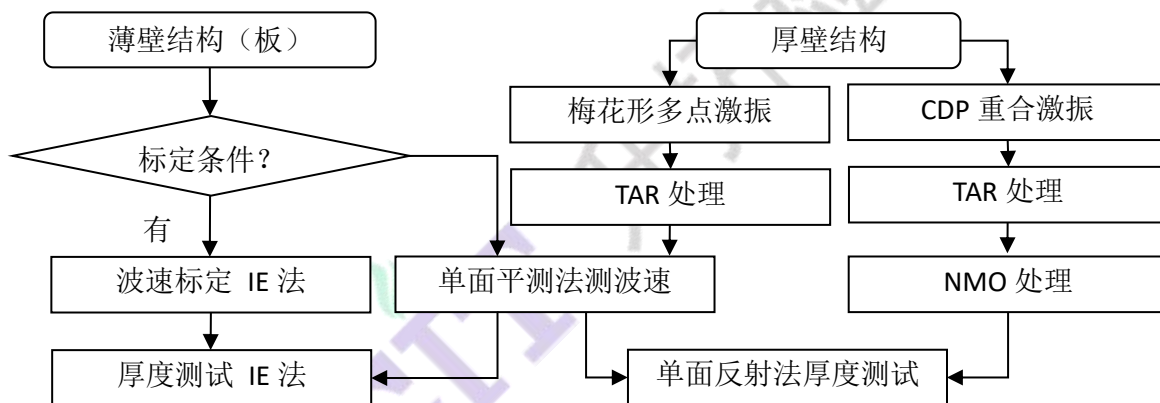 薄壁结构（板）
厚壁结构
梅花形多点激振
CDP 重合激振
标定条件？
TAR 处理
TAR 处理
有
波速标定 IE 法
单面平测法测波速
NMO 处理
厚度测试 IE 法
单面反射法厚度测试